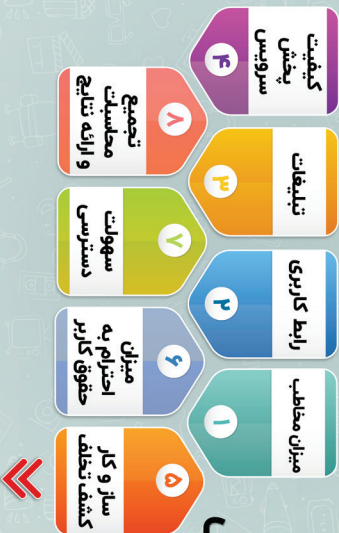 ۱
میزان مخاطب
۲
رابط کاربری
۳
تبلیغات
۴
کیفیت
پخش
سرویس
۵
ساز و کار
کشف تخلف
۶
میزان
احترام به
حقوق کاربر
۷
سهولت
دسترسی
۸
تجمیع
محاسبات
و ارائه نتایج